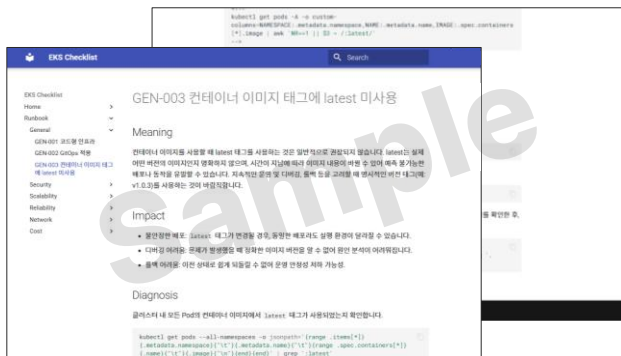 kubectl get pods -A -o custom-
columns=NAMESPACE:.metadata.namespace,NAME:.metadata.name,IMAGE:.spec.containers
[*].image | awk 'NR==1 || $3 ~ /:latest/'
EKS Checklist
Search
EKS Checklist
Home
Runbook
General
GEN-001 코드형 인프라
GEN-002 GitOps 적용
GEN-003 컨테이너 이미지 태그
에 latest 미사용
Security
Scalability
Reliability
Network
Cost
GEN-003 컨테이너 이미지 태그에 latest 미사용
Meaning
컨테이너 이미지를 사용할 때 latest 태그를 사용하는 것은 일반적으로 권장되지 않습니다. latest는 실제
어떤 버전의 이미지인지 명확하지 않으며, 시간이 지남에 따라 이미지 내용이 바뀔 수 있어 예측 불가능한
배포나 동작을 유발할 수 있습니다. 지속적인 운영 및 디버깅, 롤백 등을 고려할 때 명시적인 버전 태그(예:
v1.0.3)를 사용하는 것이 바람직합니다.
Impact
• 불안정한 배포: latest 태그가 변경될 경우, 동일한 배포라도 실행 환경이 달라질 수 있습니다.
• 디버깅 어려움: 문제가 발생했을 때 정확한 이미지 버전을 알 수 없어 원인 분석이 어려워집니다.
• 롤백 어려움: 이전 상태로 쉽게 되돌릴 수 없어 운영 안정성 저하 가능성.
Diagnosis
클러스터 내 모든 Pod의 컨테이너 이미지에서 latest 태그가 사용되었는지 확인합니다.
kubectl get pods --all-namespaces -o jsonpath='{range .items[*]}
{.metadata.namespace}{"\t"}{.metadata.name}{"\t"}{range .spec.containers[*]}
{.name}{"\t"}{.image}{"\n"}{end}{end}' | grep ':latest'
를 확인한 후,
Sample